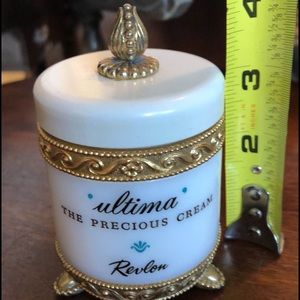 ultima
THE PRECIOUS CREAM
Revlon
4
3
2